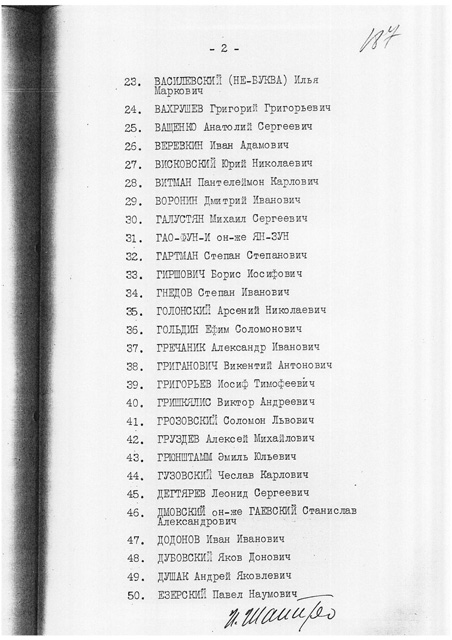 - 2 -
187
23. ВАСИЛЕВСКИЙ (НЕ-БУКВА) Илья
Маркович
24. ВАХРУШЕВ Григорий Григорьевич
25. ВАЩЕНКО Анатолий Сергеевич
26. ВЕРЕВКИН Иван Адамович
27. ВИСКОВСКИЙ Юрий Николаевич
28. ВИТМАН Пантелеймон Карлович
29. ВОРОНИН Дмитрий Иванович
30. ГАЛУСТЯН Михаил Сергеевич
31. ГАО-ФУН-И он-же ЯН-ЗУН
32. ГАРТМАН Степан Степанович
33. ГИРШОВИЧ Борис Иосифович
34. ГНЕДОВ Степан Иванович
35. ГОЛОНСКИЙ Арсений Николаевич
36. ГОЛЬДИН Ефим Соломонович
37. ГРЕЧАНИК Александр Иванович
38. ГРИГАНОВИЧ Викентий Антонович
39. ГРИГОРЬЕВ Иосиф Тимофеевич
40. ГРИШКЯЛИС Виктор Андреевич
41. ГРОЗОВСКИЙ Соломон Львович
42. ГРУЗДЕВ Алексей Михайлович
43. ГРЮНШТАММ Эмиль Юльевич
44. ГУЗОВСКИЙ Чеслав Карлович
45. ДЕГТЯРЕВ Леонид Сергеевич
46. ДМОВСКИЙ он-же ГАЕВСКИЙ Станислав
Александрович
47. ДОДОНОВ Иван Иванович
48. ДУБОВСКИЙ Яков Донович
49. ДУШАК Андрей Яковлевич
50. ЕЗЕРСКИЙ Павел Наумович